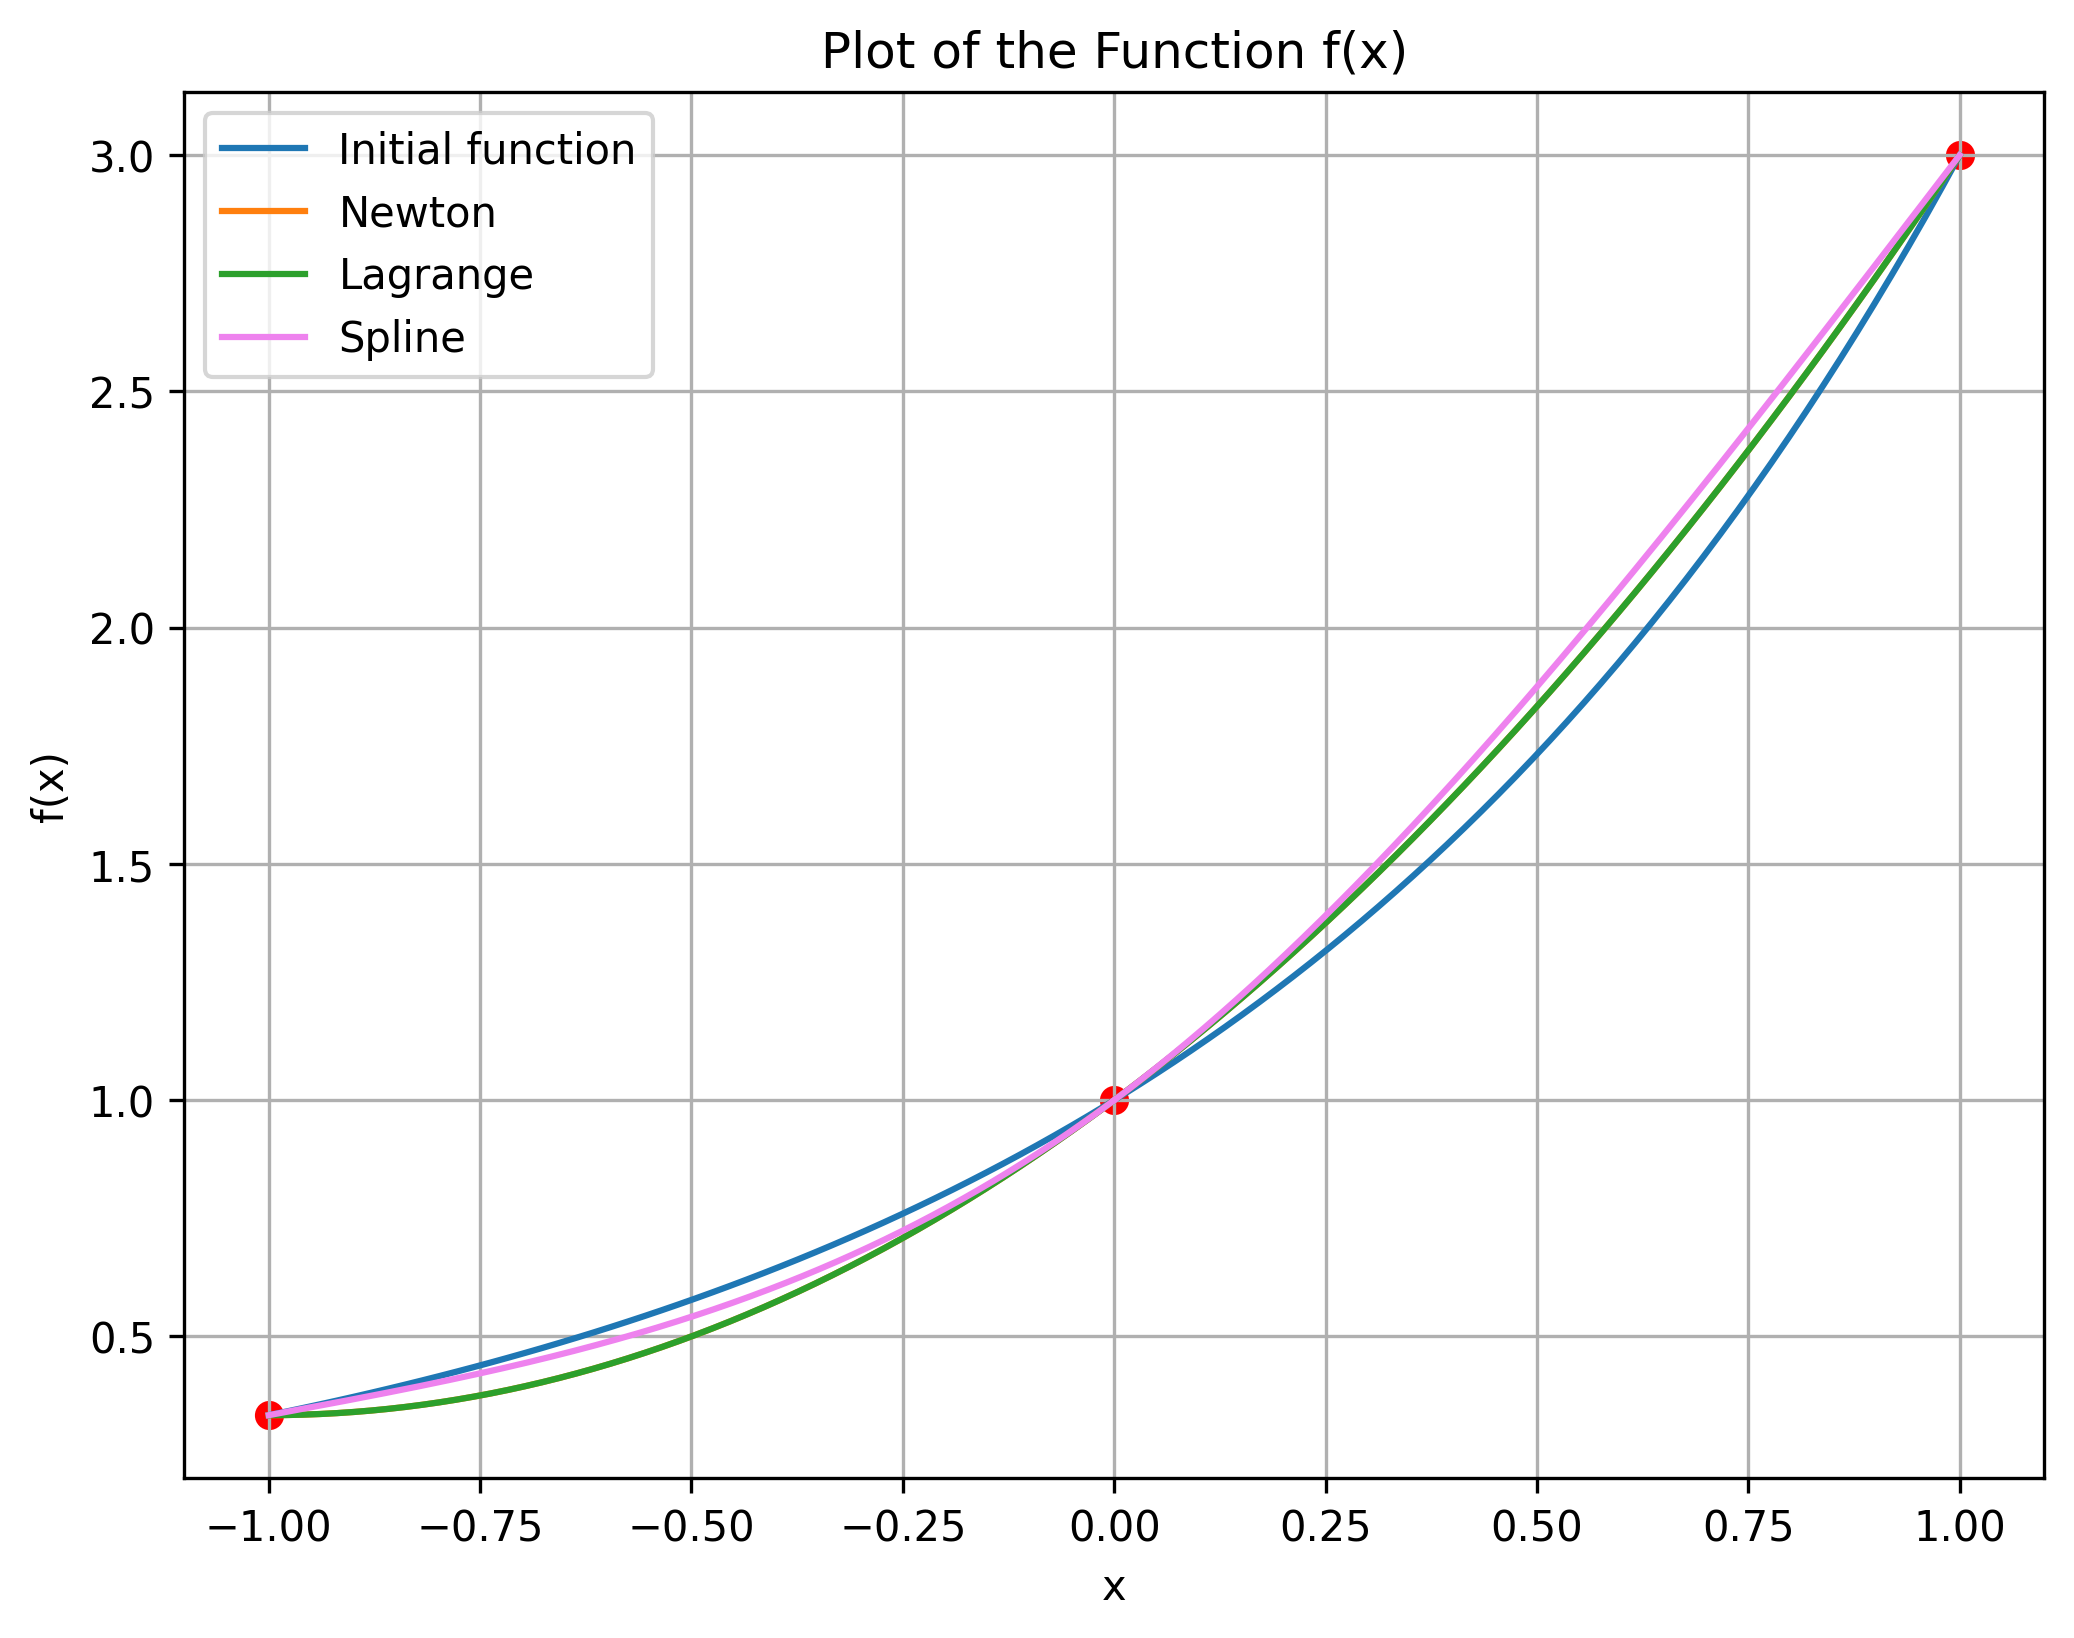 Plot of the Function f(x)
Initial function
Newton
Lagrange
Spline
3.0
2.5
2.0
1.5
1.0
0.5
f(x)
−1.00 −0.75 −0.50 −0.25 0.00 0.25 0.50 0.75 1.00
x